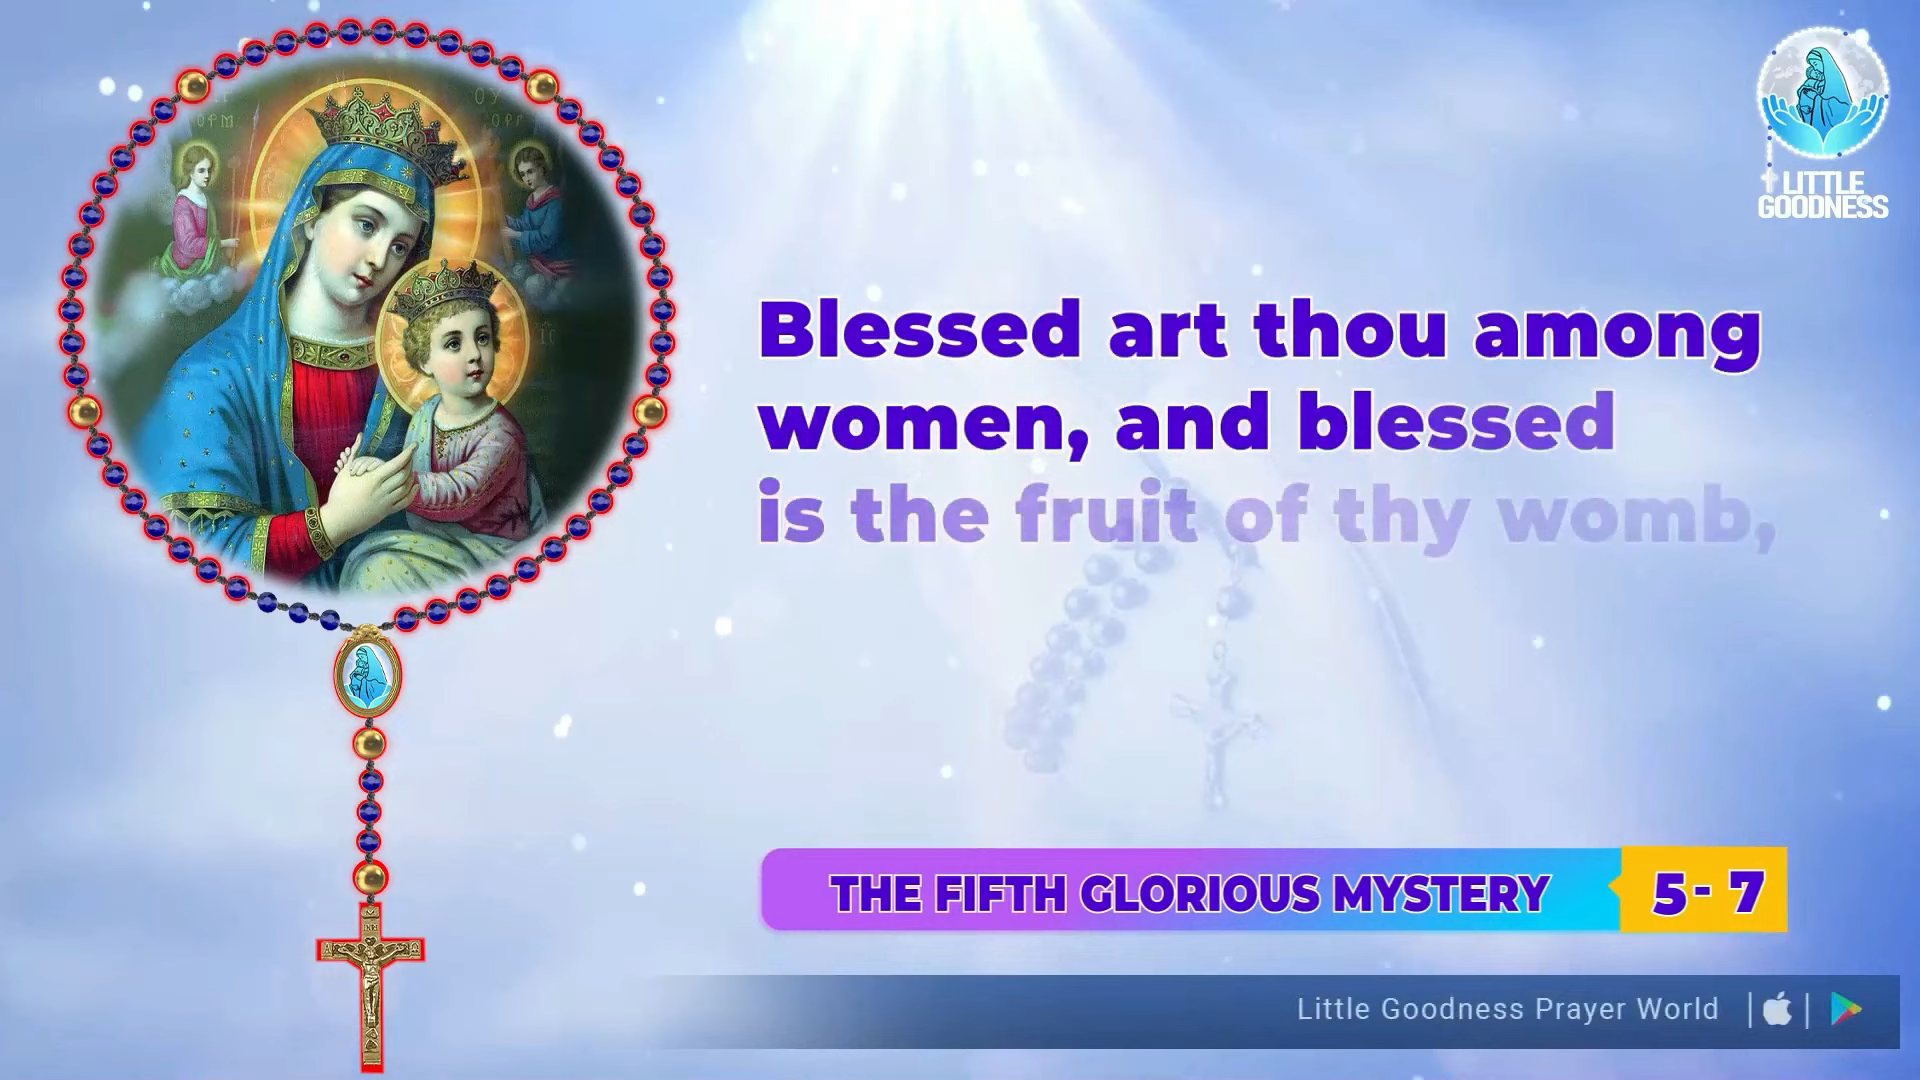 LITTLE
GOODNESS
Blessed art thou among
women, and blessed
is the fruit of thy womb,
THE FIFTH GLORIOUS MYSTERY
5- 7
Little Goodness Prayer World
INRI